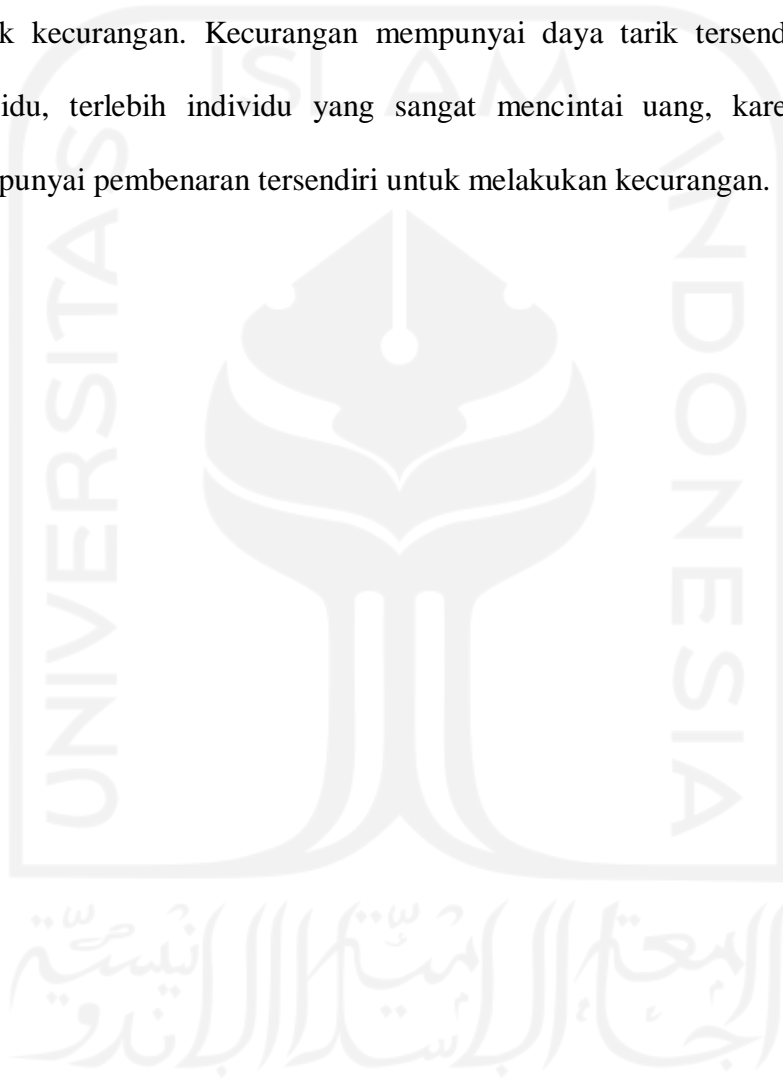 k kecurangan. Kecurangan mempunyai daya tarik tersend
idu, terlebih individu yang sangat mencintai uang, kare
punyai pembenaran tersendiri untuk melakukan kecurangan.
ISLAM
UNIVERSITAS
INDONESIA